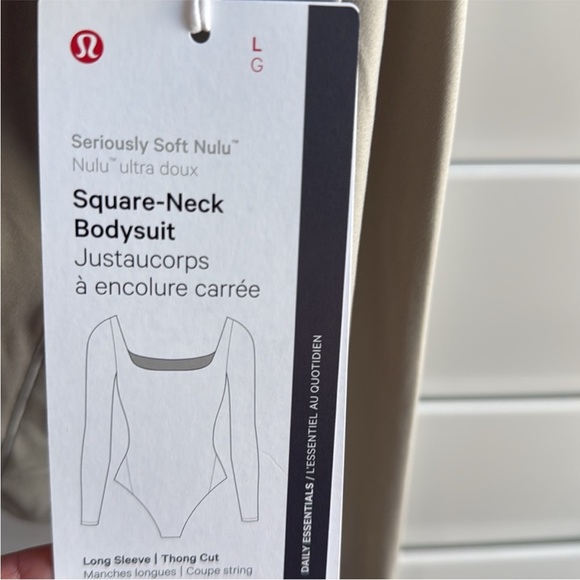 L
G
Seriously Soft Nulu™
Nulu™ ultra doux
Square-Neck
Bodysuit
Justaucorps
à encolure carrée
Long Sleeve | Thong Cut
Manches longues | Coupe string
DAILY ESSENTIALS / L'ESSENTIEL AU QUOTIDIEN